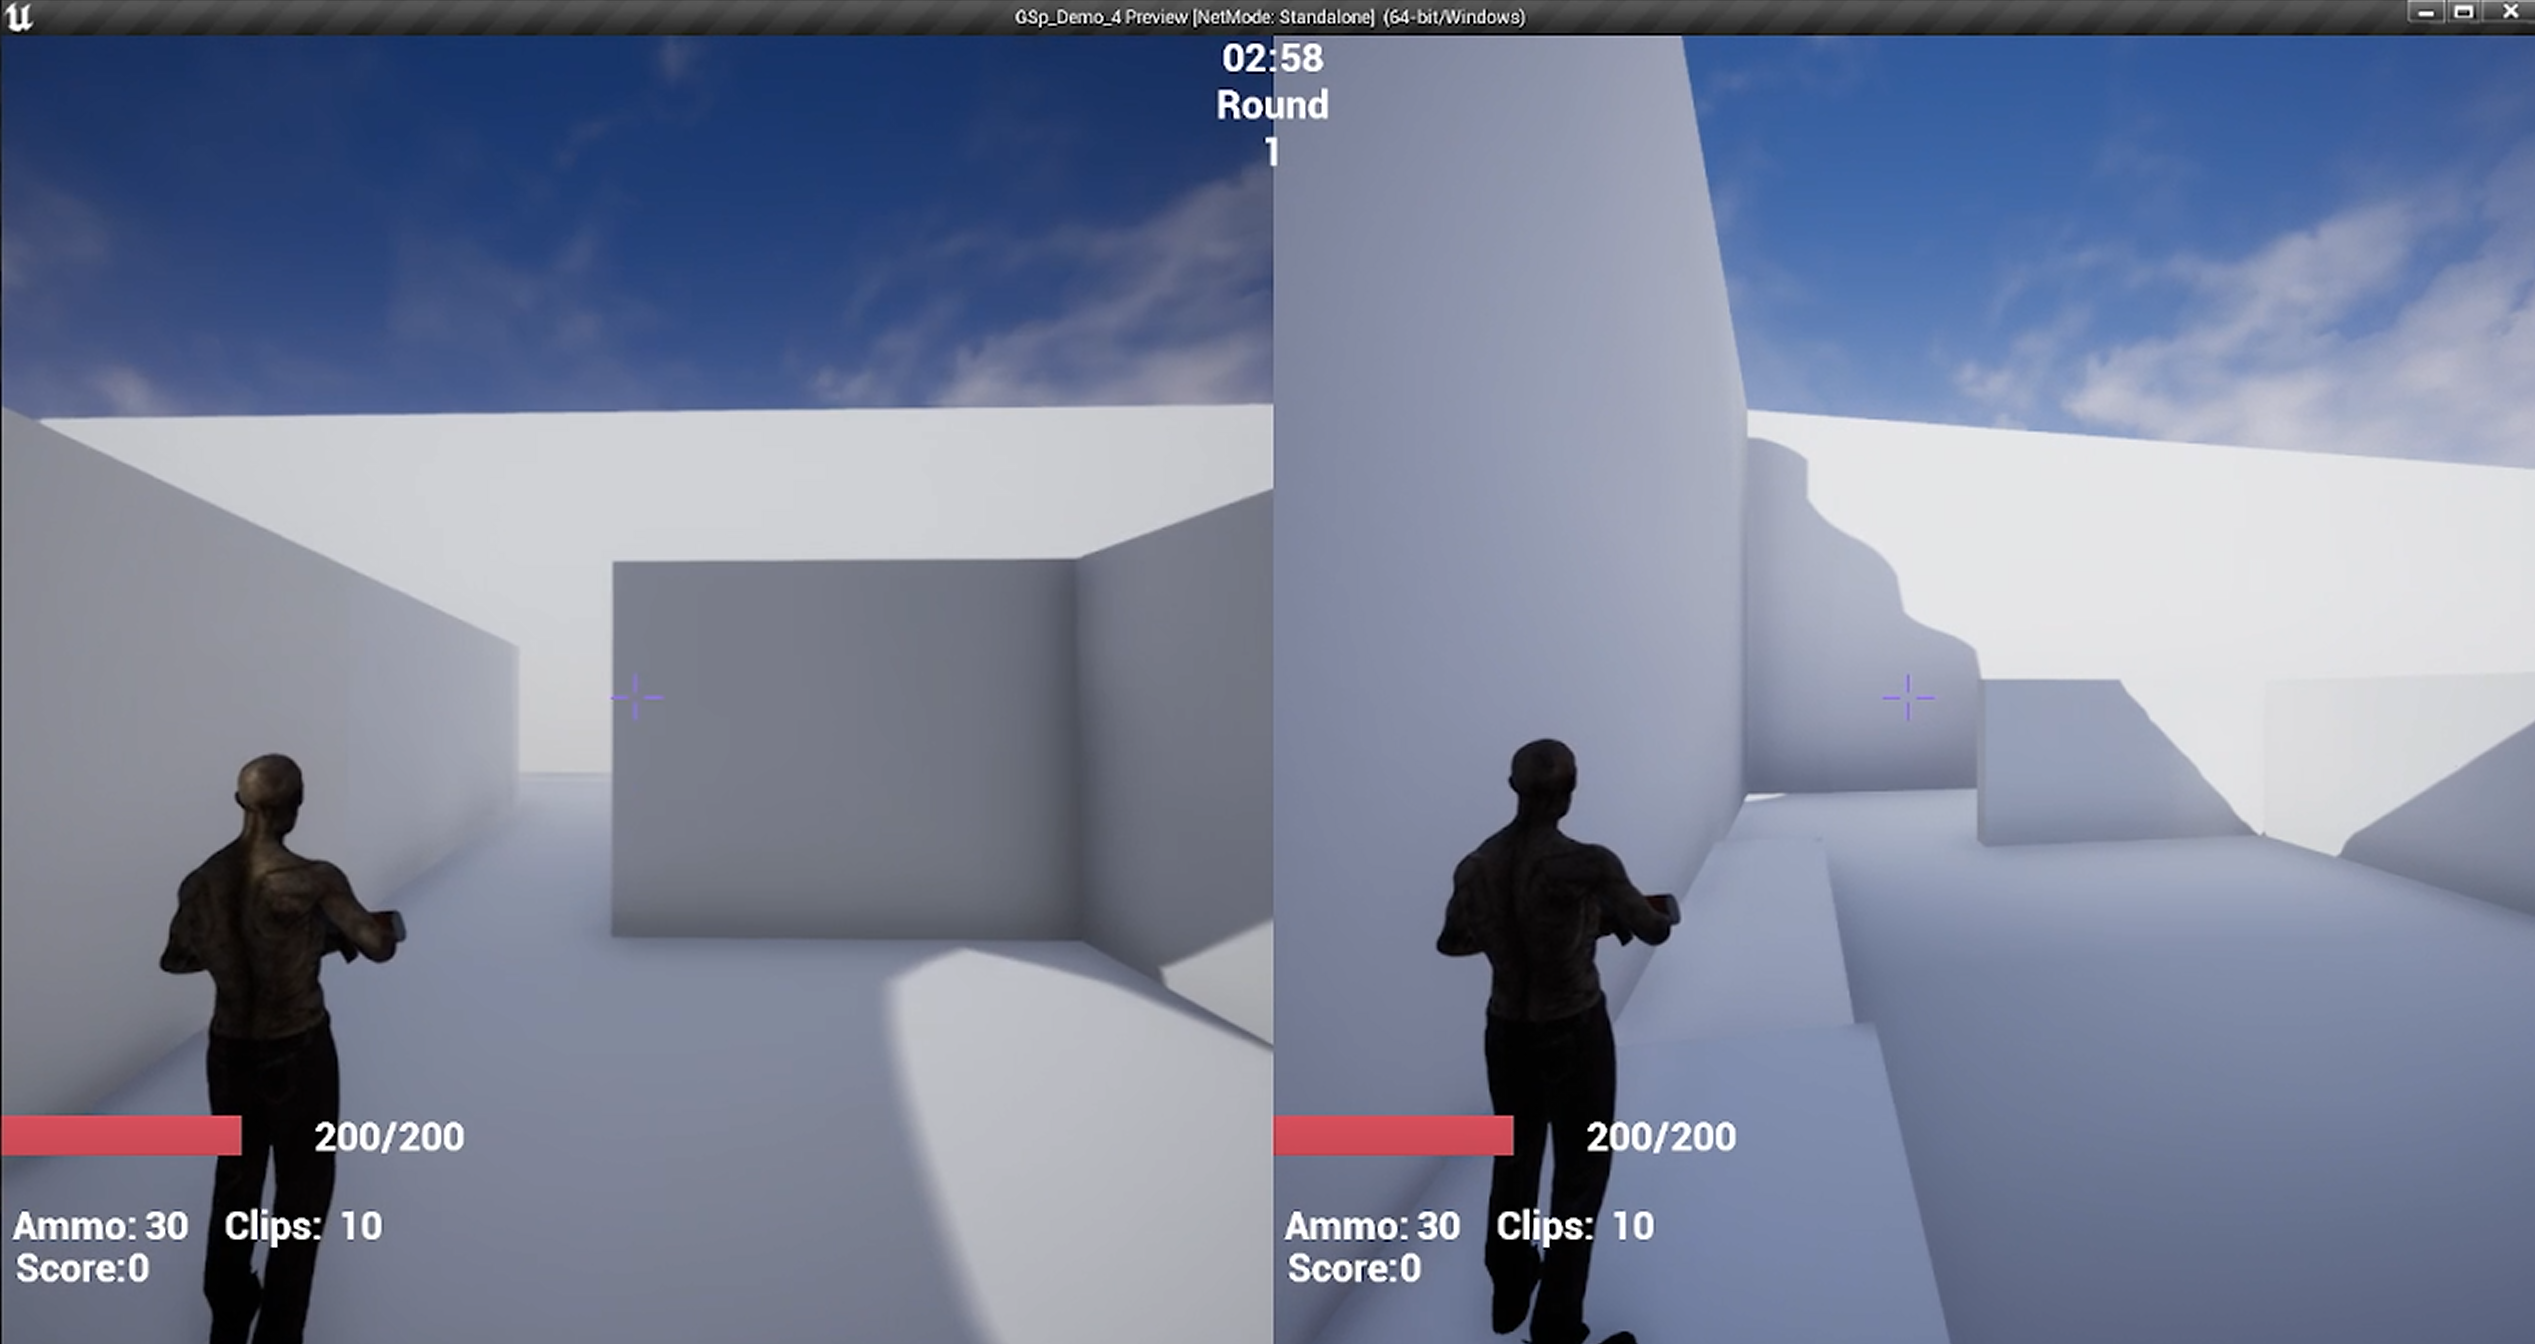 GSp_Demo_4 Preview [NetMode: Standalone] (64-bit/Windows)
02:58
Round
1
200/200
Ammo: 30 Clips: 10
Score:0
200/200
Ammo: 30 Clips: 10
Score:0